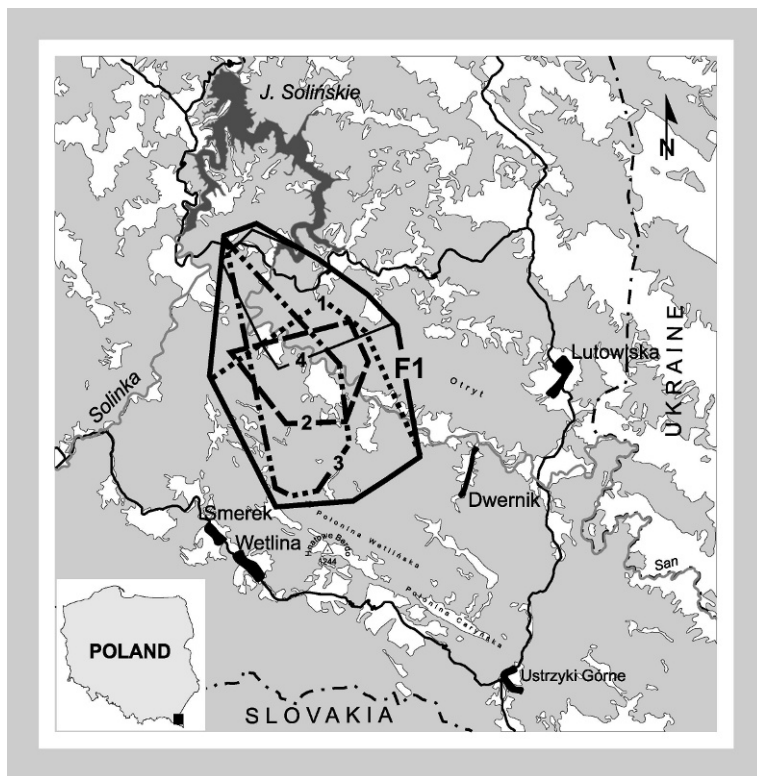 J. Solińskie
N
1
4
F1
Lutowiska
UKRAINE
Otryt
Solinka
2
3
Dwernik
Smerek
Połonina Wetlińska
Wetlina
1244
San
Połonina Caryńska
POLAND
Ustrzyki Górne
SLOVAKIA